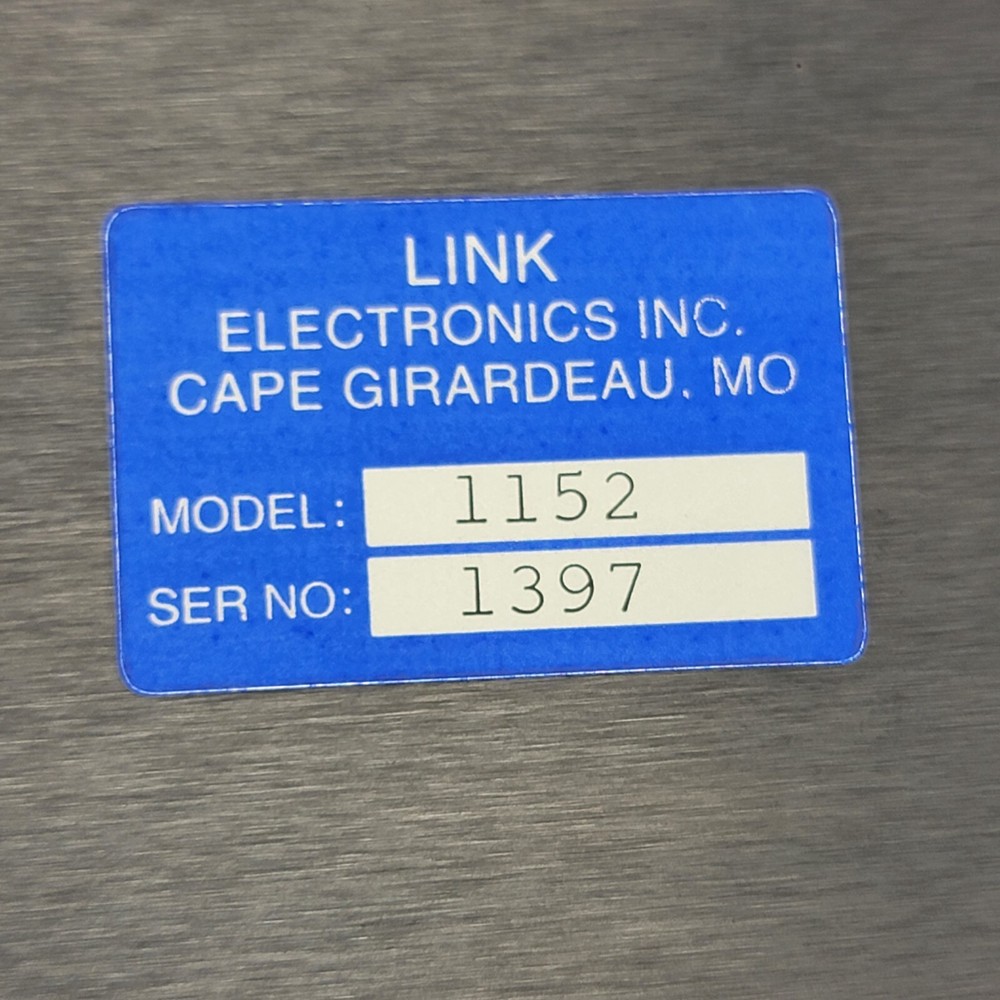 LINK
ELECTRONICS INC.
CAPE GIRARDEAU, MO
MODEL: 1152
SER NO: 1397